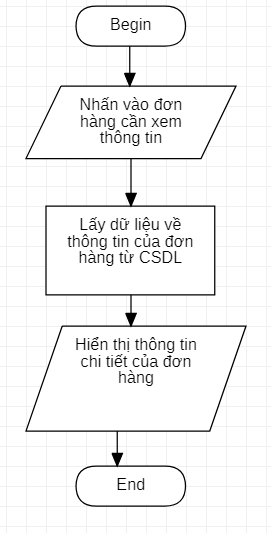 Begin
Nhấn vào đơn
hàng cần xem
thông tin
Lấy dữ liệu về
thông tin của đơn
hàng từ CSDL
Hiển thị thông tin
chi tiết của đơn
hàng
End